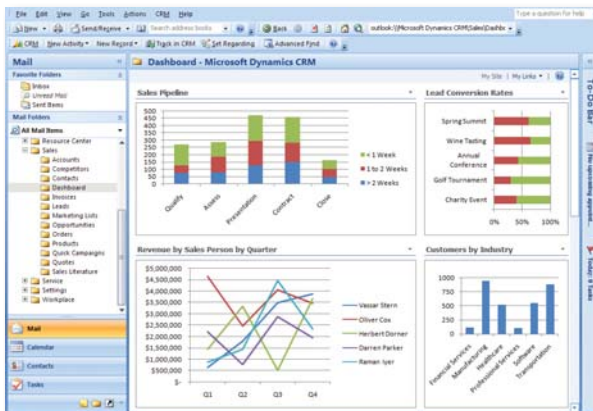 File Edit View Go Tools Actions CRM Help
Type a question for help
New Send/Receive Search address books Back outlook:\\Microsoft Dynamics CRM\Sales\Dashbo
CRM New Activity New Record Track in CRM Set Regarding Advanced Find
Mail
Favorite Folders
Inbox
Unread Mail
Sent Items
Mail Folders
All Mail Items
Resource Center
Sales
Accounts
Competitors
Contacts
Dashboard
Invoices
Leads
Marketing Lists
Opportunities
Orders
Products
Quick Campaigns
Quotes
Sales Literature
Service
Settings
Workplace
Mail
Calendar
Contacts
Tasks
Dashboard - Microsoft Dynamics CRM
My Site | My Links
Sales Pipeline
500
450
400
350
300
250
200
150
100
50
0
Qualify
Assess
Presentation
Contract
Close
< 1 Week
1 to 2 Weeks
> 2 Weeks
Lead Conversion Rates
Spring Summit
Wine Tasting
Annual
Conference
Golf Tournament
Charity Event
0% 50% 100%
Revenue by Sales Person by Quarter
$5,000,000
$4,500,000
$4,000,000
$3,500,000
$3,000,000
$2,500,000
$2,000,000
$1,500,000
$1,000,000
$500,000
$-
Q1 Q2 Q3 Q4
Vassar Stern
Oliver Cox
Herbert Dorner
Darren Parker
Raman Iyer
Customers by Industry
1000
750
500
250
0
Financial Services
Manufacturing
Healthcare
Professional Services
Software
Transportation
To-Do Bar
No upcoming
Today: 9 Tasks